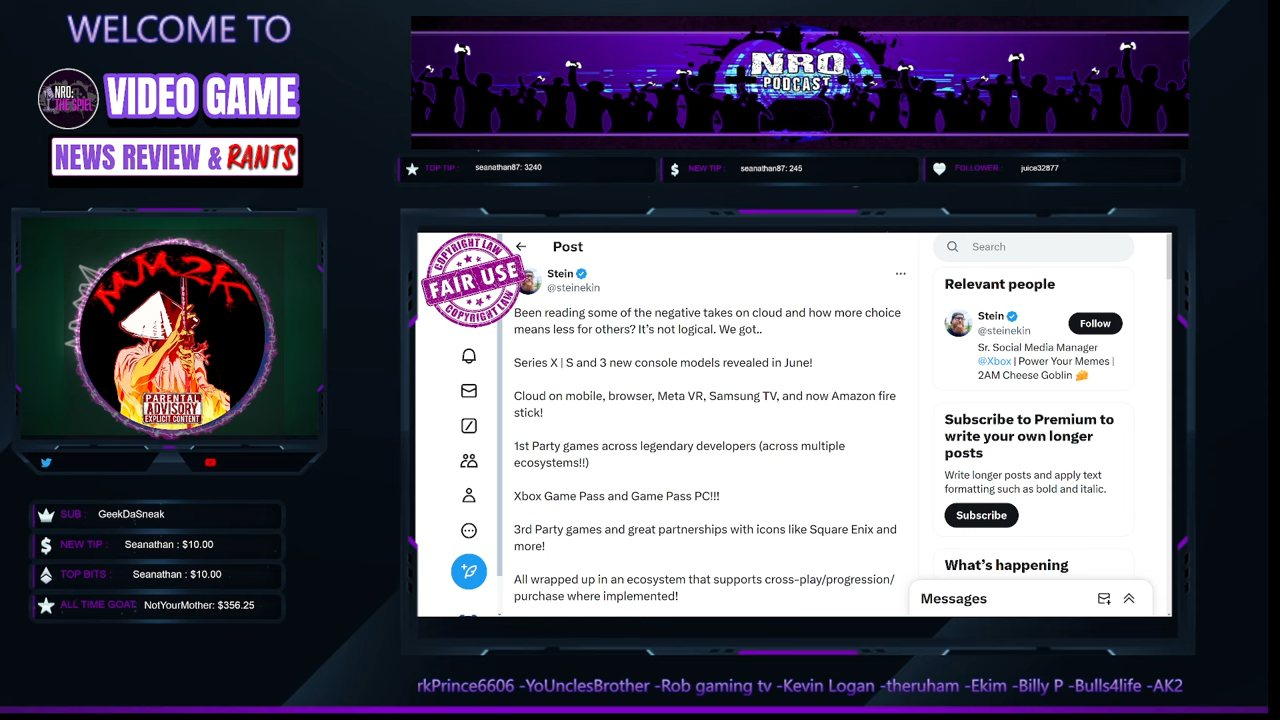 WELCOME TO
NRO:
THE SPIEL
VIDEO GAME
NEWS REVIEW & RANTS
NRO
PODCAST
TOP TIP : seanathan87: 3240
NEW TIP : seanathan87: 245
FOLLOWER juice32877
MM2K
PARENTAL
ADVISORY
EXPLICIT CONTENT
SUB : GeekDaSneak
NEW TIP : Seanathan : $10.00
TOP BITS : Seanathan : $10.00
ALL TIME GOAT: NotYourMother: $356.25
COPYRIGHT LAW
FAIR USE
COPYRIGHT LAW
Post
Stein
@steinekin
Been reading some of the negative takes on cloud and how more choice
means less for others? It’s not logical. We got..
Series X | S and 3 new console models revealed in June!
Cloud on mobile, browser, Meta VR, Samsung TV, and now Amazon fire
stick!
1st Party games across legendary developers (across multiple
ecosystems!!)
Xbox Game Pass and Game Pass PC!!!
3rd Party games and great partnerships with icons like Square Enix and
more!
All wrapped up in an ecosystem that supports cross-play/progression/
purchase where implemented!
Search
Relevant people
Stein
@steinekin
Follow
Sr. Social Media Manager
@Xbox | Power Your Memes |
2AM Cheese Goblin
Subscribe to Premium to
write your own longer
posts
Write longer posts and apply text
formatting such as bold and italic.
Subscribe
What’s happening
Messages
rkPrince6606 -YoUnclesBrother -Rob gaming tv -Kevin Logan -theruham -Ekim -Billy P -Bulls4life -AK2